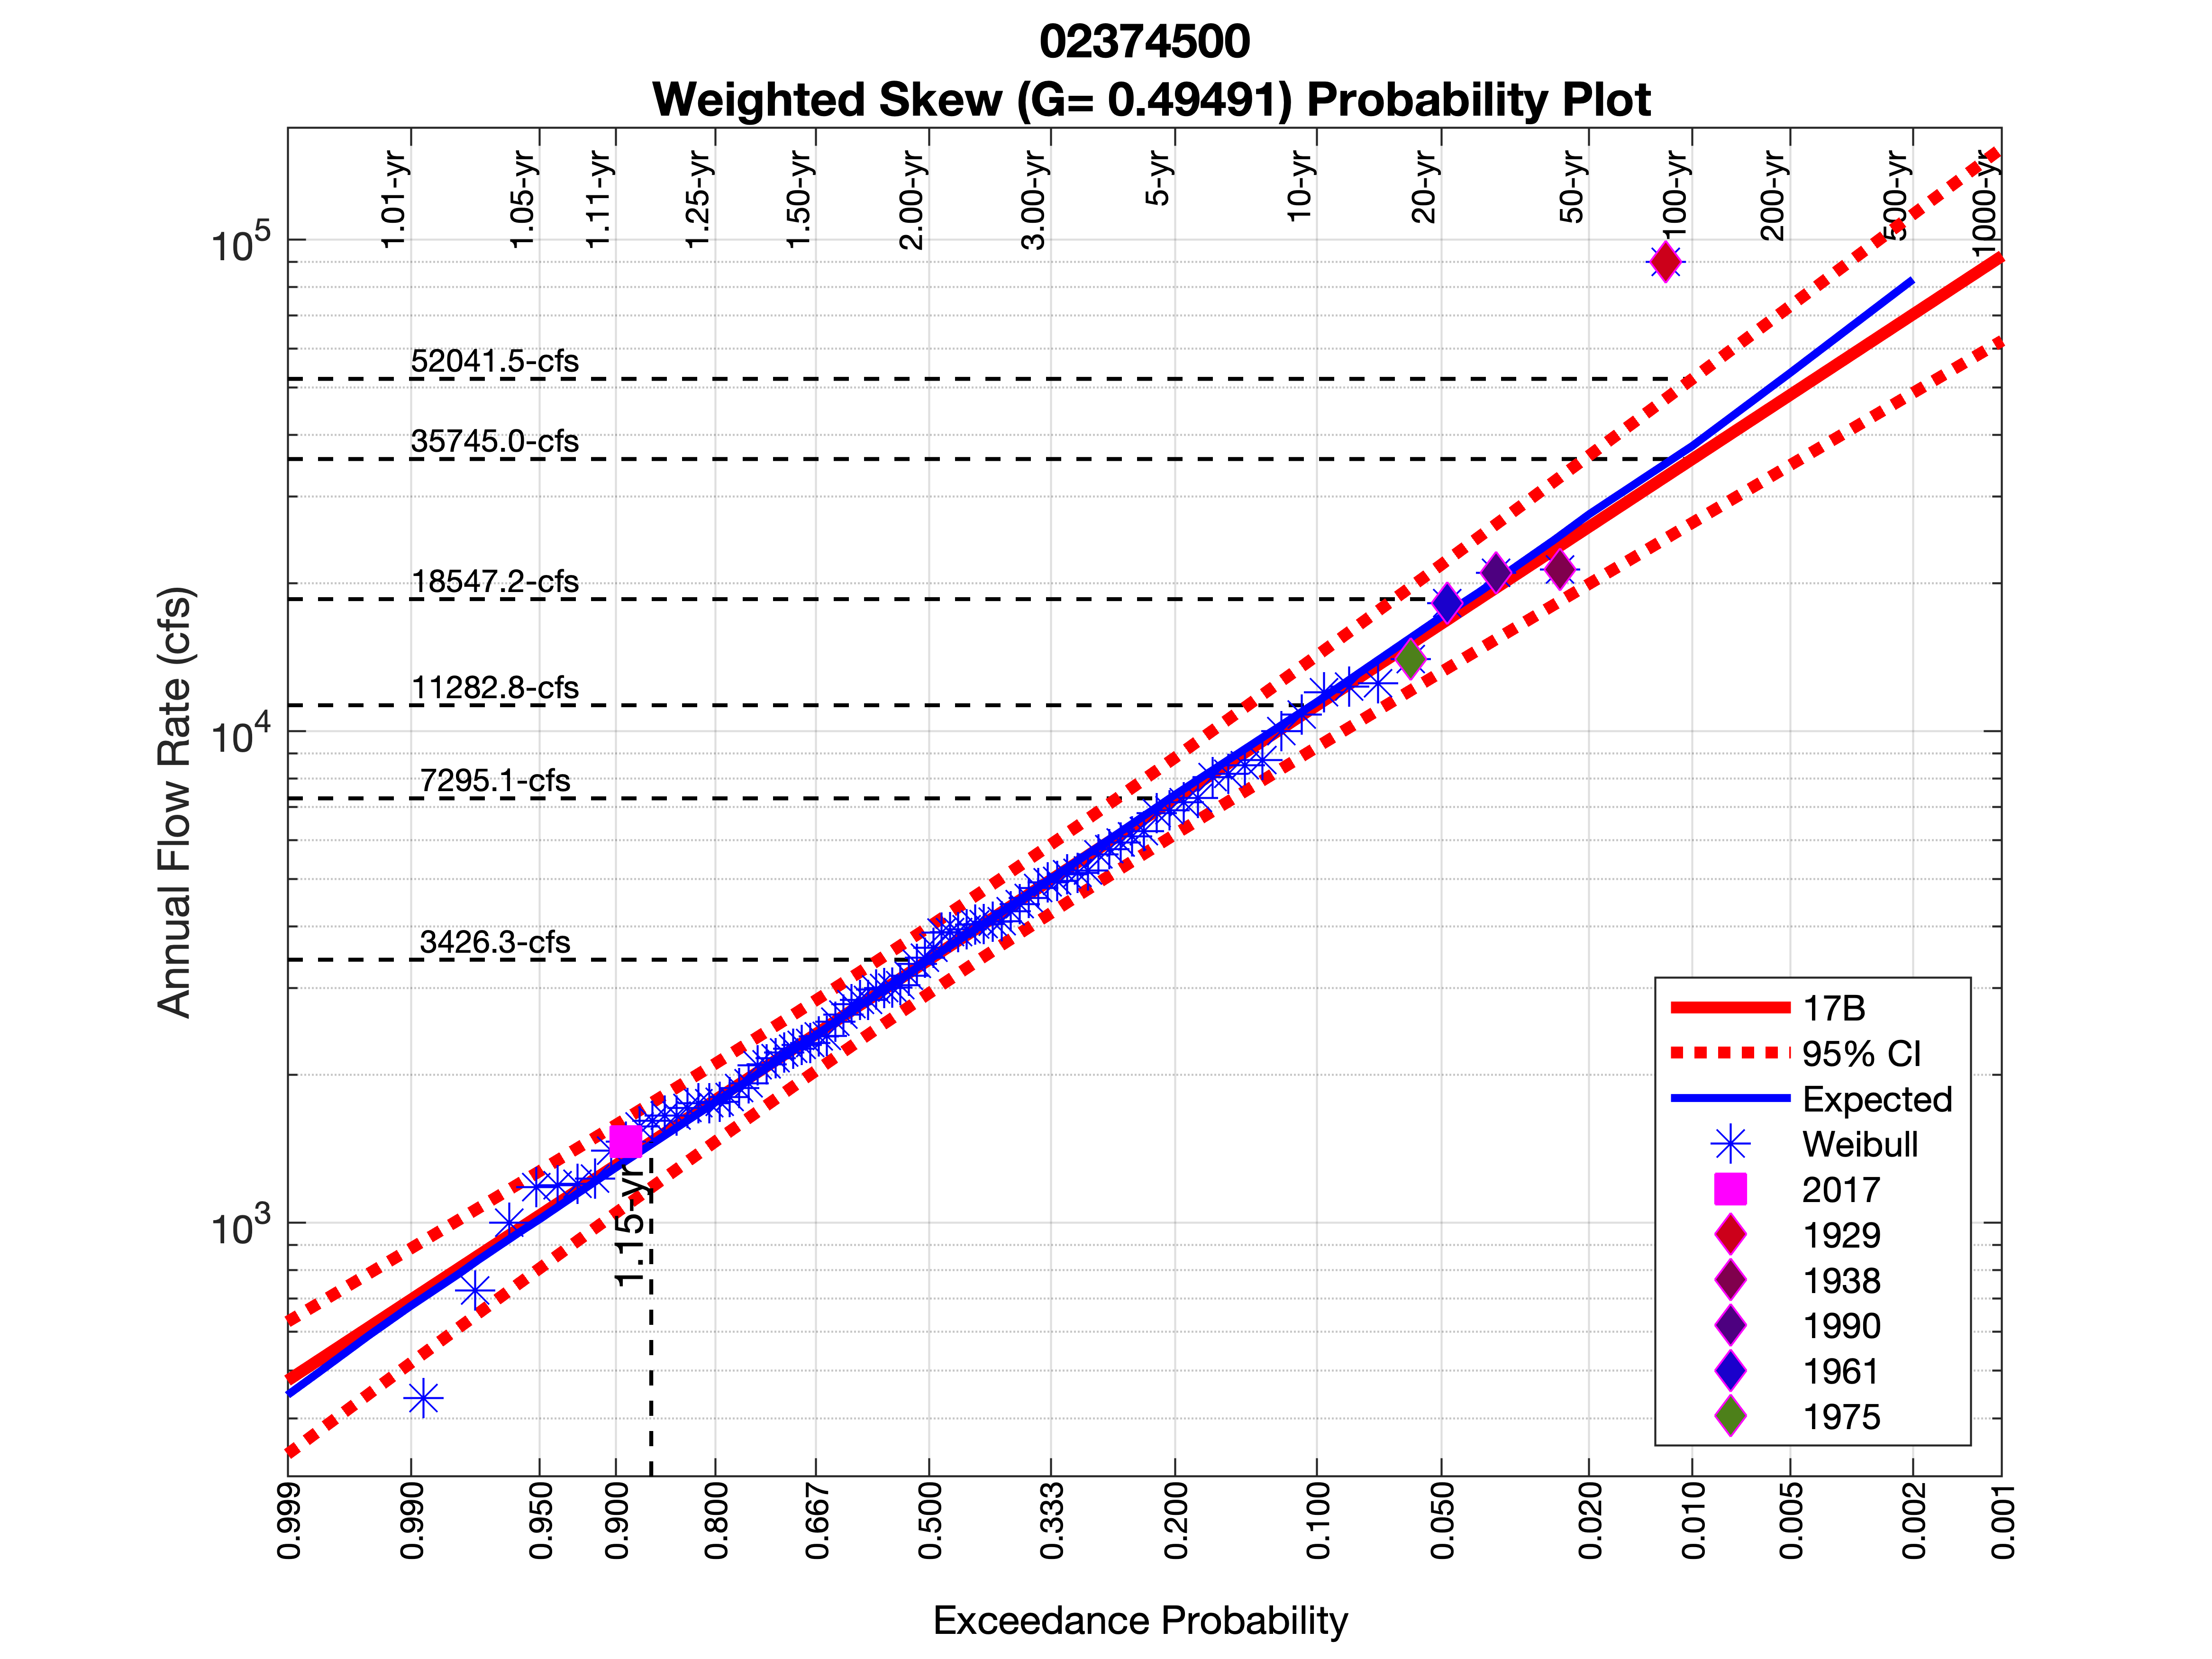 02374500
Weighted Skew (G= 0.49491) Probability Plot
1.01-yr
1.05-yr
1.11-yr
1.25-yr
1.50-yr
2.00-yr
3.00-yr
5-yr
10-yr
20-yr
50-yr
100-yr
200-yr
500-yr
1000-yr
10^5
10^4
10^3
Annual Flow Rate (cfs)
52041.5-cfs
35745.0-cfs
18547.2-cfs
11282.8-cfs
7295.1-cfs
3426.3-cfs
1.15-yr
17B
95% CI
Expected
Weibull
2017
1929
1938
1990
1961
1975
0.999
0.990
0.950
0.900
0.800
0.667
0.500
0.333
0.200
0.100
0.050
0.020
0.010
0.005
0.002
0.001
Exceedance Probability